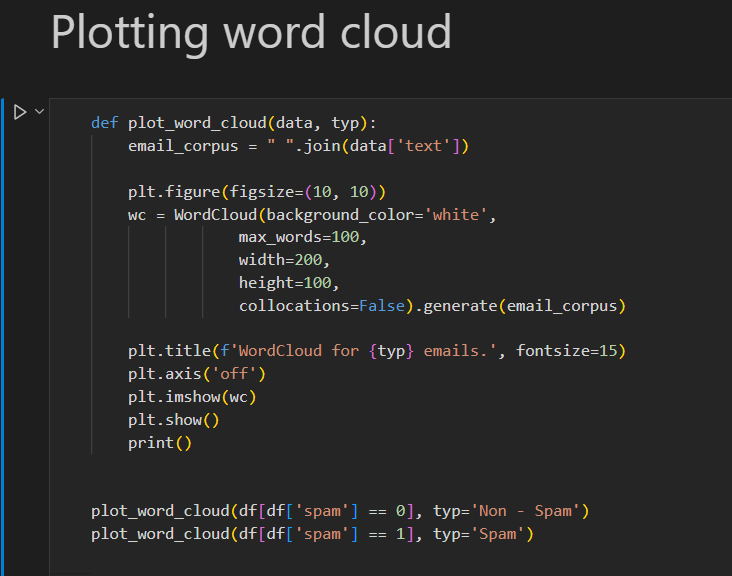 Plotting word cloud
def plot_word_cloud(data, typ):
    email_corpus = " ".join(data['text'])
    plt.figure(figsize=(10, 10))
    wc = WordCloud(background_color='white',
                max_words=100,
                width=200,
                height=100,
                collocations=False).generate(email_corpus)
    plt.title(f'WordCloud for {typ} emails.', fontsize=15)
    plt.axis('off')
    plt.imshow(wc)
    plt.show()
    print()
plot_word_cloud(df[df['spam'] == 0], typ='Non - Spam')
plot_word_cloud(df[df['spam'] == 1], typ='Spam')